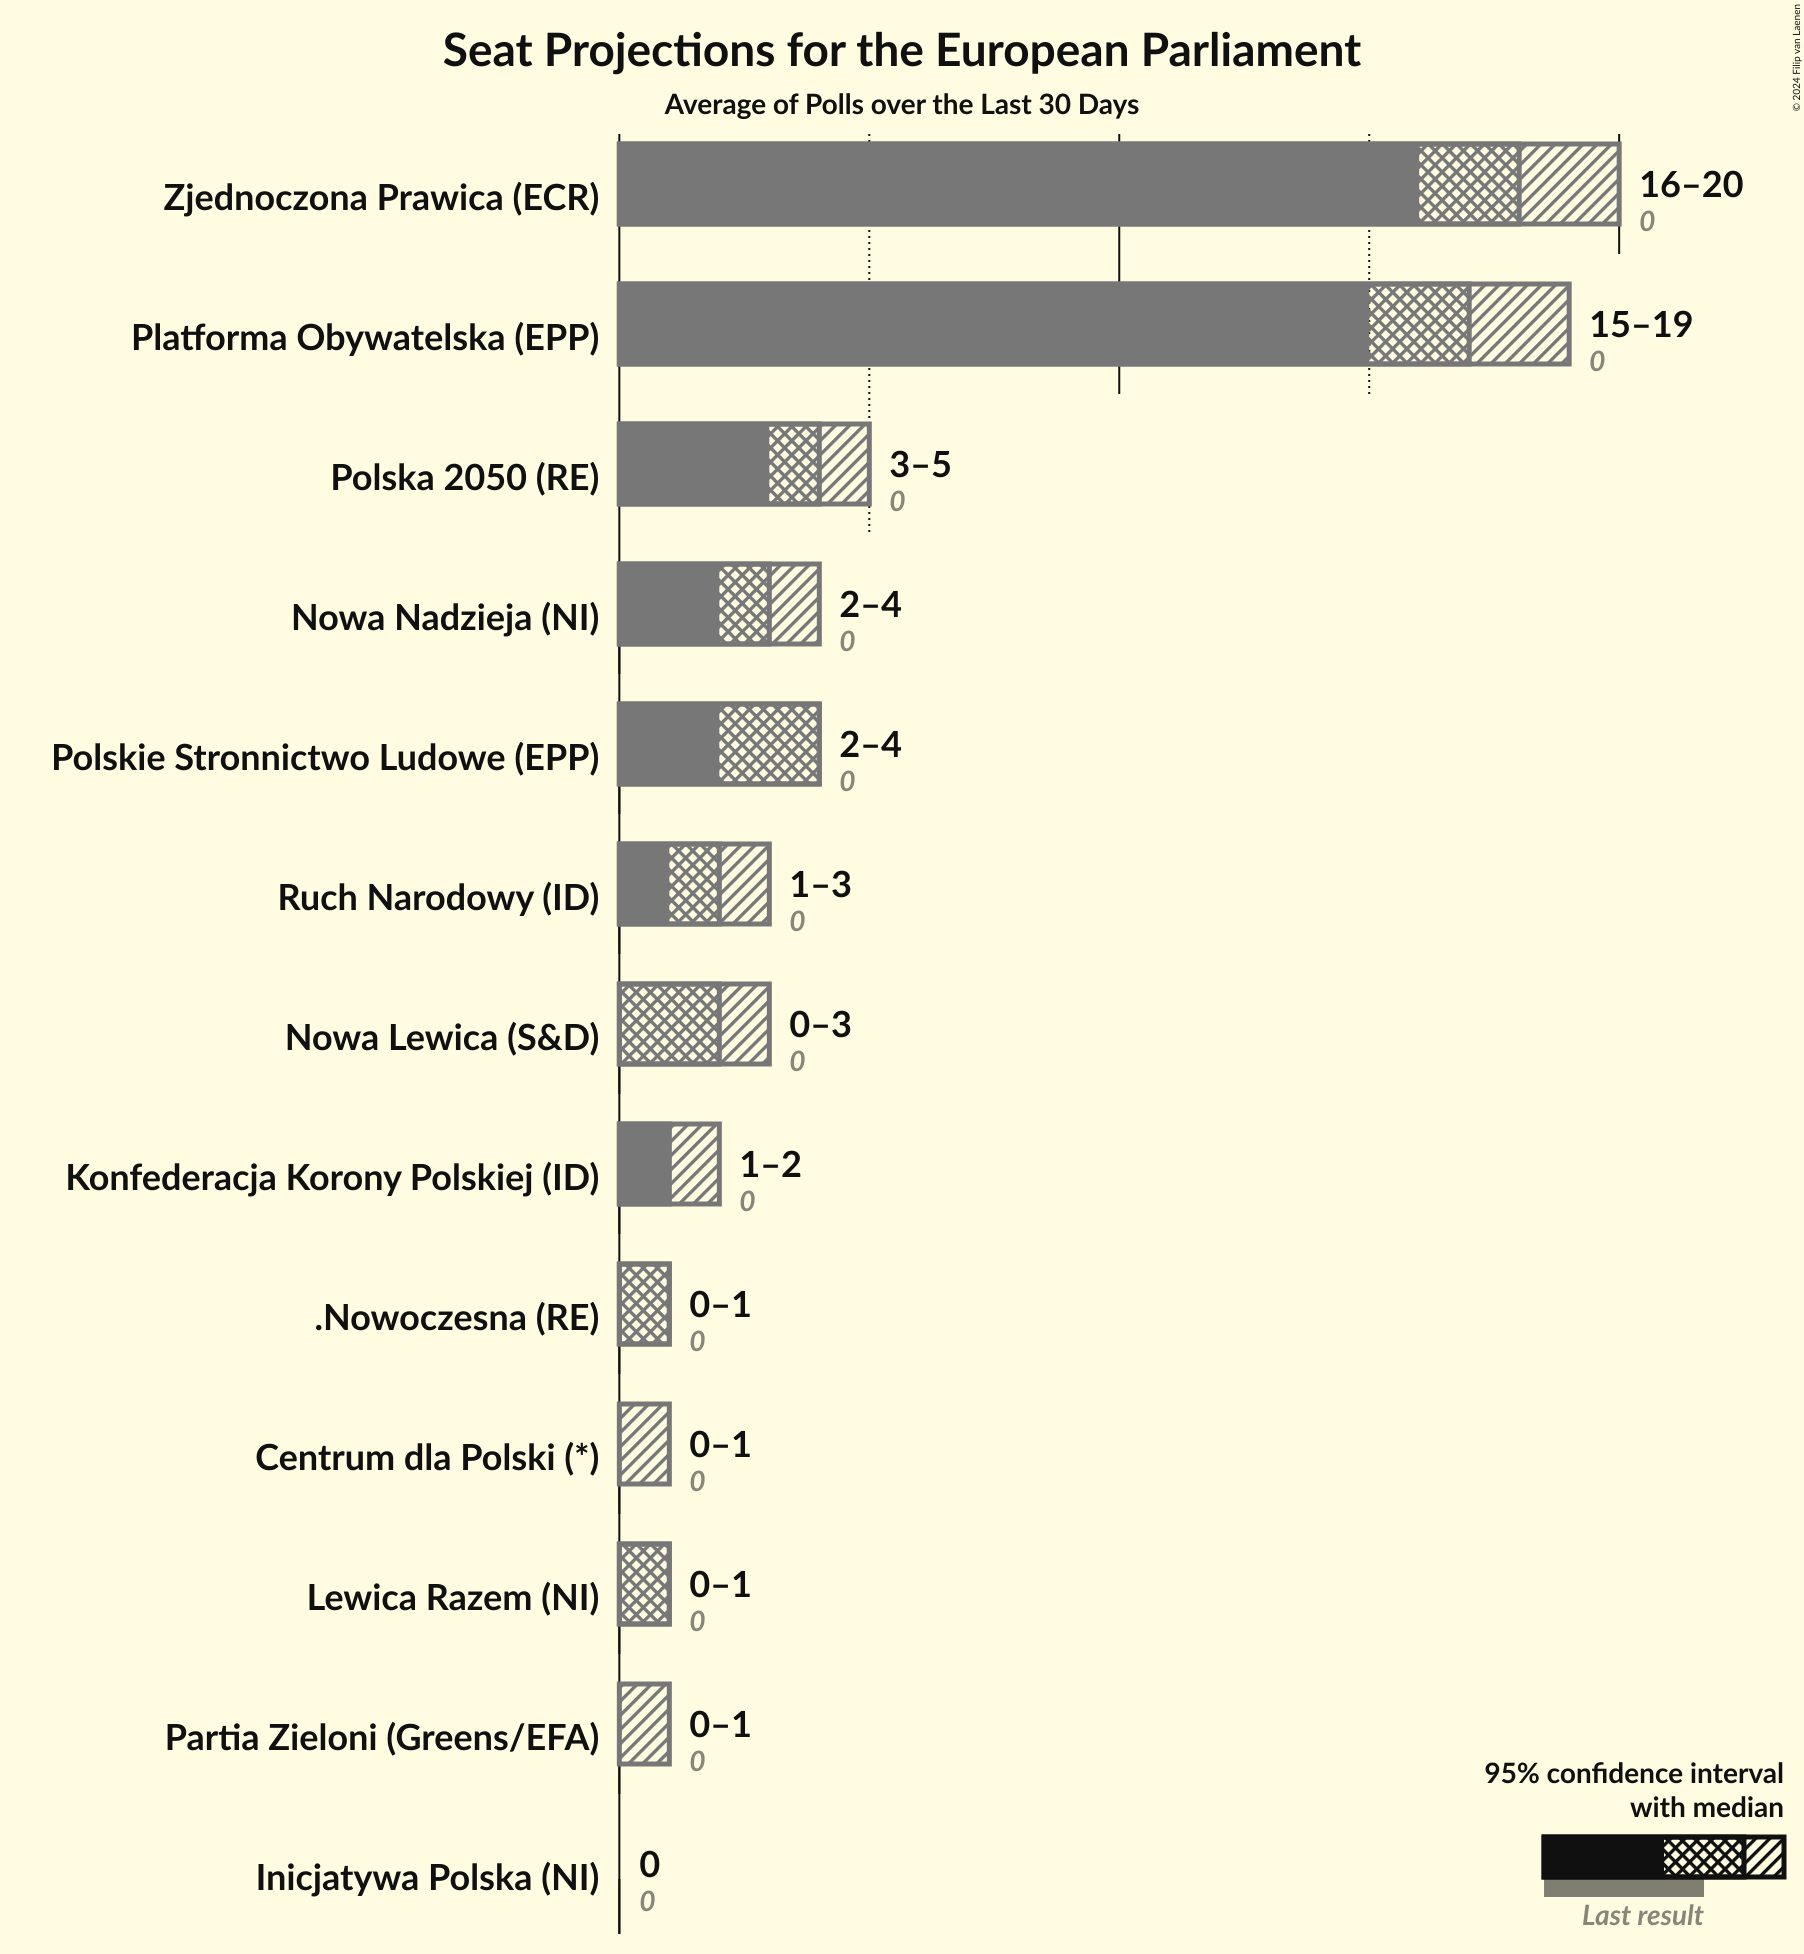 Seat Projections for the European Parliament
Average of Polls over the Last 30 Days
© 2024 Filip van Laenen
Zjednoczona Prawica (ECR)
16–20
0
Platforma Obywatelska (EPP)
15–19
0
Polska 2050 (RE)
3–5
0
Nowa Nadzieja (NI)
2–4
0
Polskie Stronnictwo Ludowe (EPP)
2–4
0
Ruch Narodowy (ID)
1–3
0
Nowa Lewica (S&D)
0–3
0
Konfederacja Korony Polskiej (ID)
1–2
0
.Nowoczesna (RE)
0–1
0
Centrum dla Polski (*)
0–1
0
Lewica Razem (NI)
0–1
0
Partia Zieloni (Greens/EFA)
0–1
0
Inicjatywa Polska (NI)
0
0
95% confidence interval
with median
Last result